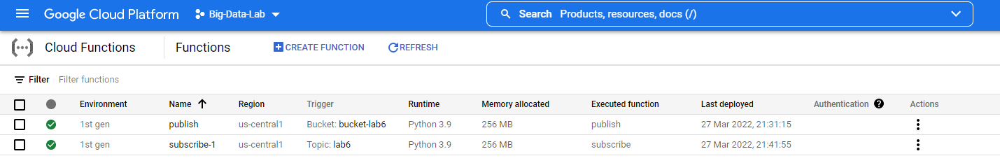 Google Cloud Platform Big-Data-Lab Search Products, resources, docs (/)
Cloud Functions Functions CREATE FUNCTION REFRESH
Filter Filter functions
Environment Name Region Trigger Runtime Memory allocated Executed function Last deployed Authentication ? Actions
1st gen publish us-central1 Bucket: bucket-lab6 Python 3.9 256 MB publish 27 Mar 2022, 21:31:15
1st gen subscribe-1 us-central1 Topic: lab6 Python 3.9 256 MB subscribe 27 Mar 2022, 21:41:55